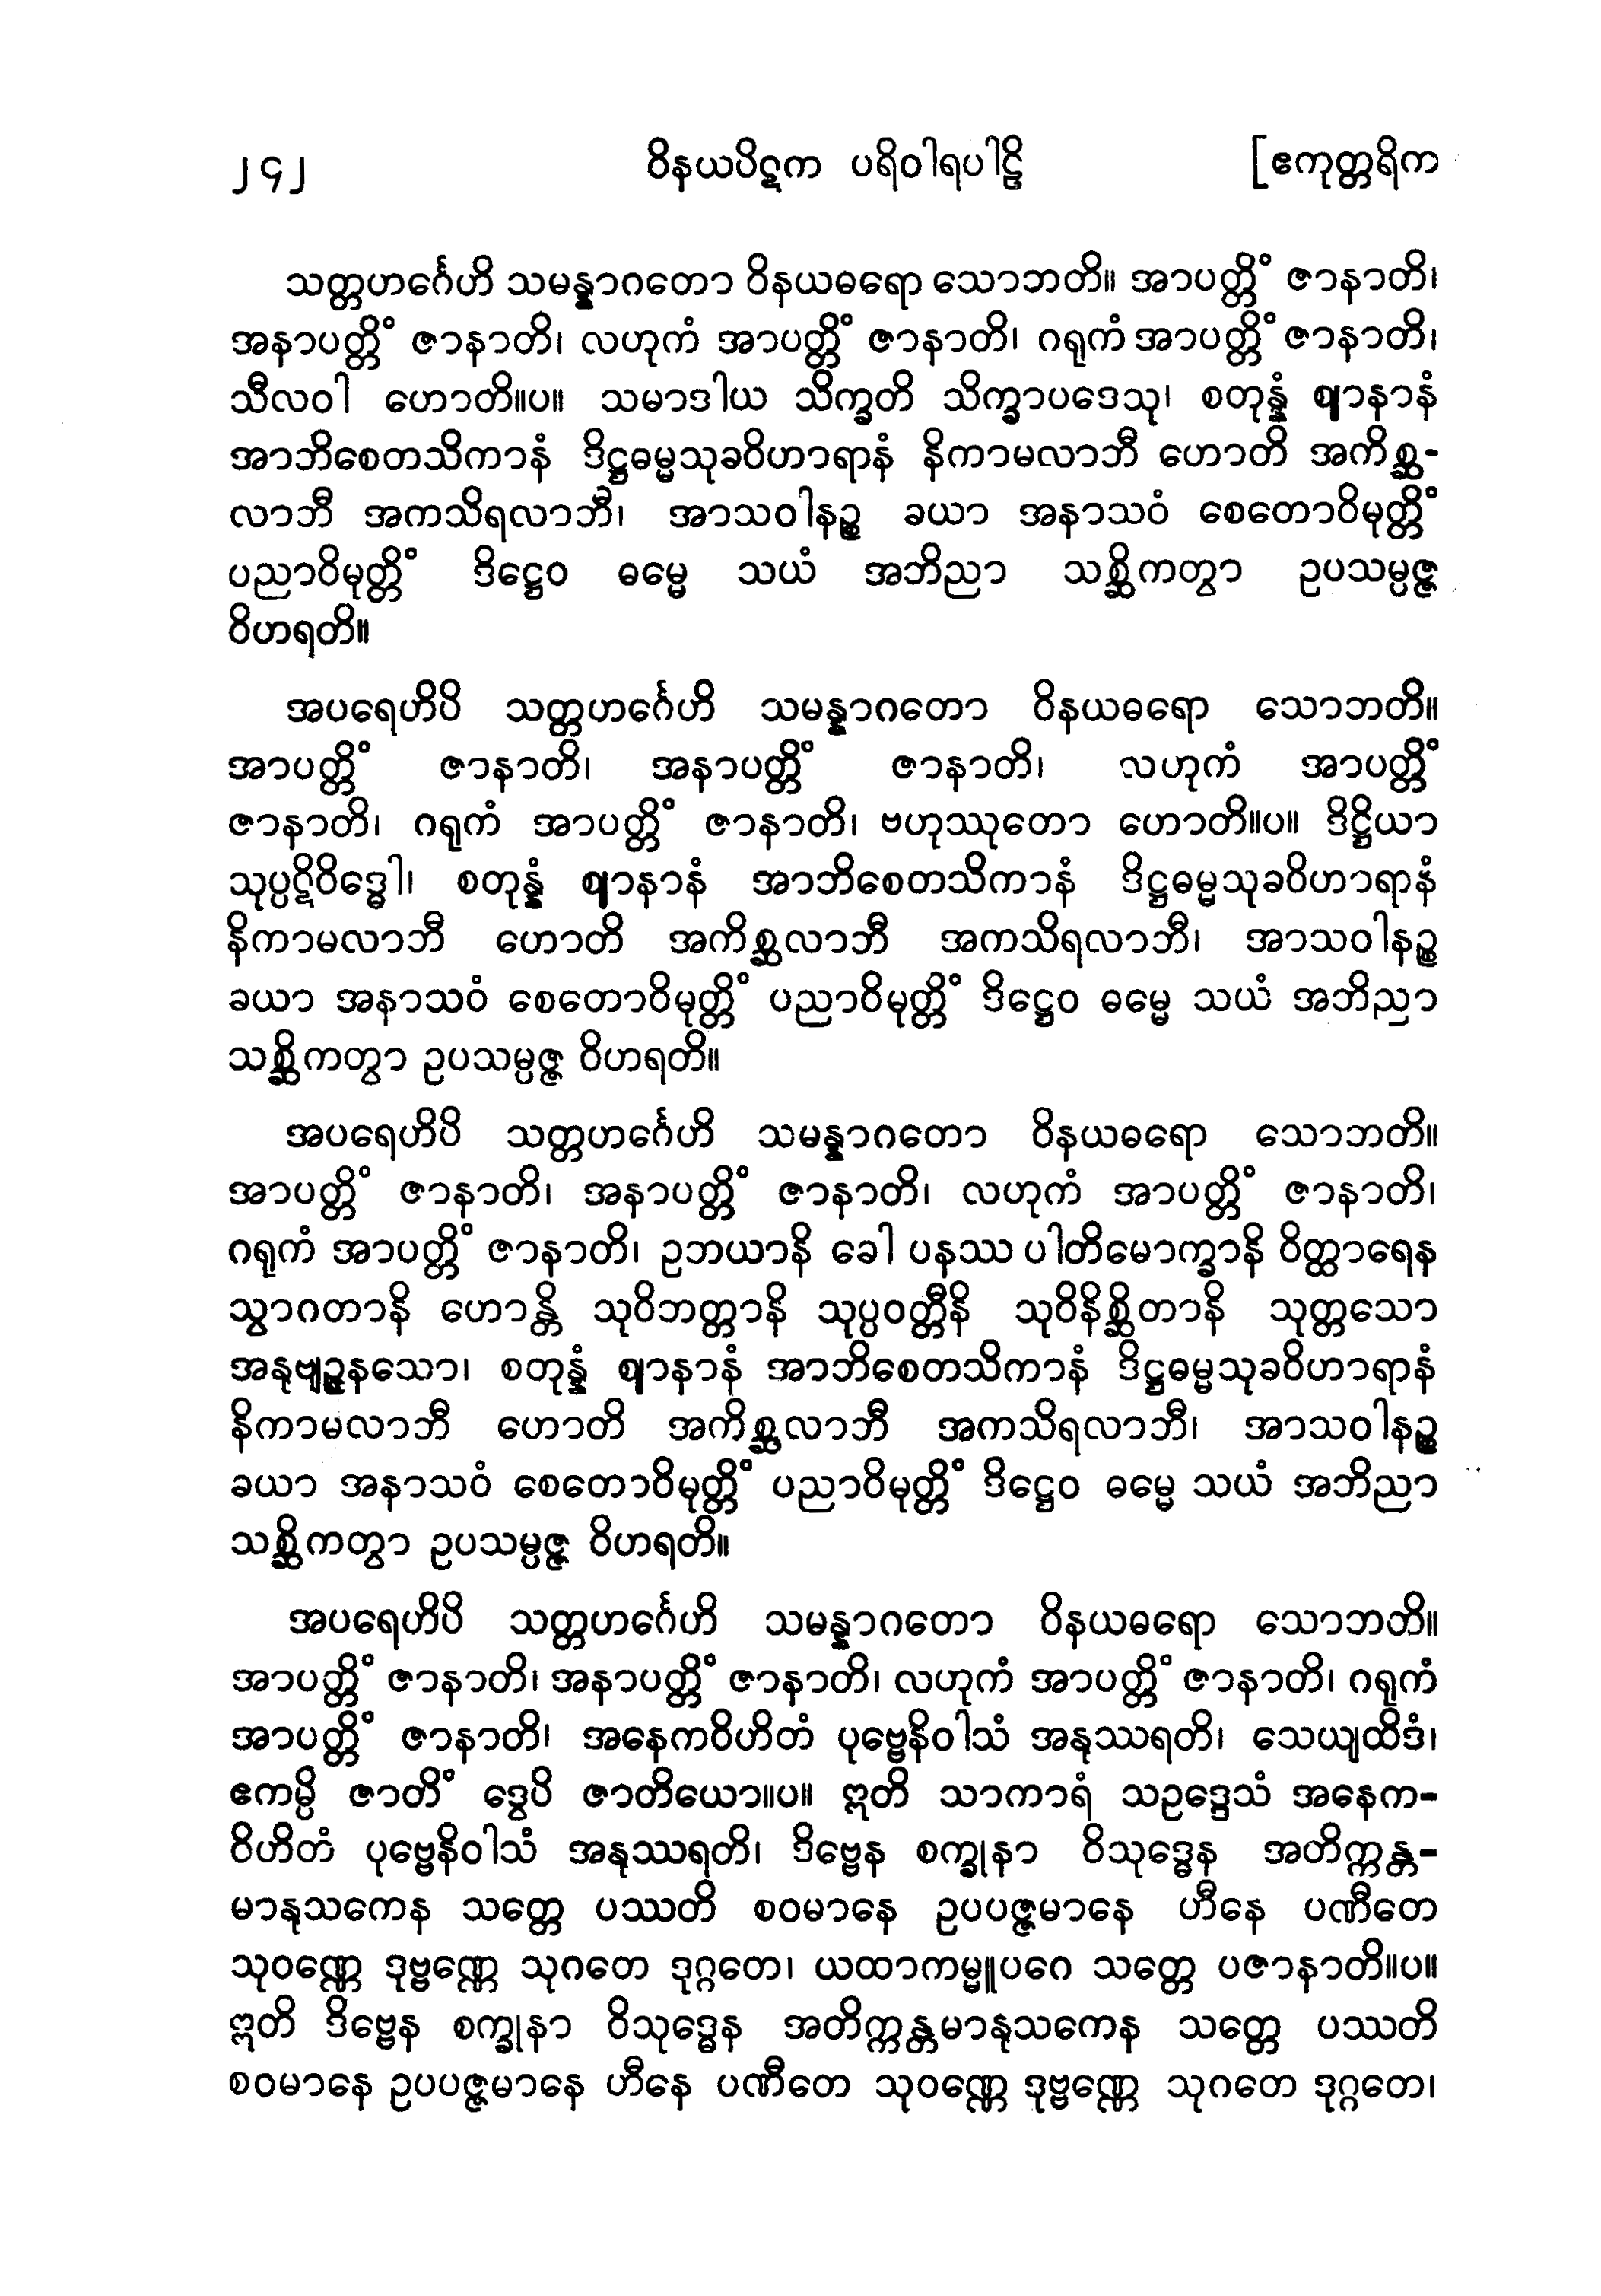 ၂၄၂ ဝိနယပိဋက ပရိဝါရပါဠိ [ဧကုတ္တရိက
သတ္တဟင်္ဂေဟိ သမန္နာဂတော ဝိနယဓရော သောဘတိ။ အာပတ္တိံ ဇာနာတိ၊
အနာပတ္တိံ ဇာနာတိ၊ လဟုကံ အာပတ္တိံ ဇာနာတိ၊ ဂရုကံ အာပတ္တိံ ဇာနာတိ၊
သီလဝါ ဟောတိ။ပ။ သမာဒါယ သိက္ခတိ သိက္ခာပဒေသု၊ စတုန္နံ ဈာနာနံ
အာဘိစေတသိကာနံ ဒိဋ္ဌဓမ္မသုခဝိဟာရာနံ နိကာမလာဘီ ဟောတိ အကိစ္ဆ-
လာဘီ အကသိရလာဘီ၊ အာသဝါနဉ္စ ခယာ အနာသဝံ စေတောဝိမုတ္တိံ
ပညာဝိမုတ္တိံ ဒိဋ္ဌေဝ ဓမ္မေ သယံ အဘိညာ သစ္ဆိကတွာ ဥပသမ္ပဇ္ဇ
ဝိဟရတိ။
အပရေဟိပိ သတ္တဟင်္ဂေဟိ သမန္နာဂတော ဝိနယဓရော သောဘတိ။
အာပတ္တိံ ဇာနာတိ၊ အနာပတ္တိံ ဇာနာတိ၊ လဟုကံ အာပတ္တိံ
ဇာနာတိ၊ ဂရုကံ အာပတ္တိံ ဇာနာတိ၊ ဗဟုဿုတော ဟောတိ။ပ။ ဒိဋ္ဌိယာ
သုပ္ပဋိဝိဒ္ဓေါ၊ စတုန္နံ ဈာနာနံ အာဘိစေတသိကာနံ ဒိဋ္ဌဓမ္မသုခဝိဟာရာနံ
နိကာမလာဘီ ဟောတိ အကိစ္ဆလာဘီ အကသိရလာဘီ၊ အာသဝါနဉ္စ
ခယာ အနာသဝံ စေတောဝိမုတ္တိံ ပညာဝိမုတ္တိံ ဒိဋ္ဌေဝ ဓမ္မေ သယံ အဘိညာ
သစ္ဆိကတွာ ဥပသမ္ပဇ္ဇ ဝိဟရတိ။
အပရေဟိပိ သတ္တဟင်္ဂေဟိ သမန္နာဂတော ဝိနယဓရော သောဘတိ။
အာပတ္တိံ ဇာနာတိ၊ အနာပတ္တိံ ဇာနာတိ၊ လဟုကံ အာပတ္တိံ ဇာနာတိ၊
ဂရုကံ အာပတ္တိံ ဇာနာတိ၊ ဥဘယာနိ ခေါ ပနဿ ပါတိမောက္ခာနိ ဝိတ္ထာရေန
သွာဂတာနိ ဟောန္တိ သုဝိဘတ္တာနိ သုပ္ပဝတ္တီနိ သုဝိနိစ္ဆိတာနိ သုတ္တသော
အနုဗျဉ္ဇနသော၊ စတုန္နံ ဈာနာနံ အာဘိစေတသိကာနံ ဒိဋ္ဌဓမ္မသုခဝိဟာရာနံ
နိကာမလာဘီ ဟောတိ အကိစ္ဆလာဘီ အကသိရလာဘီ၊ အာသဝါနဉ္စ
ခယာ အနာသဝံ စေတောဝိမုတ္တိံ ပညာဝိမုတ္တိံ ဒိဋ္ဌေဝ ဓမ္မေ သယံ အဘိညာ
သစ္ဆိကတွာ ဥပသမ္ပဇ္ဇ ဝိဟရတိ။
အပရေဟိပိ သတ္တဟင်္ဂေဟိ သမန္နာဂတော ဝိနယဓရော သောဘတိ။
အာပတ္တိံ ဇာနာတိ၊ အနာပတ္တိံ ဇာနာတိ၊ လဟုကံ အာပတ္တိံ ဇာနာတိ၊ ဂရုကံ
အာပတ္တိံ ဇာနာတိ၊ အနေကဝိဟိတံ ပုဗ္ဗေနိဝါသံ အနုဿရတိ၊ သေယျထိဒံ၊
ဧကမ္ပိ ဇာတိံ ဒွေပိ ဇာတိယော။ပ။ ဣတိ သာကာရံ သဥဒ္ဒေသံ အနေက-
ဝိဟိတံ ပုဗ္ဗေနိဝါသံ အနုဿရတိ၊ ဒိဗ္ဗေန စက္ခုနာ ဝိသုဒ္ဓေန အတိက္ကန္တ-
မာနုသကေန သတ္တေ ပဿတိ စဝမာနေ ဥပပဇ္ဇမာနေ ဟီနေ ပဏီတေ
သုဝဏ္ဏေ ဒုဗ္ဗဏ္ဏေ သုဂတေ ဒုဂ္ဂတေ၊ ယထာကမ္မူပဂေ သတ္တေ ပဇာနာတိ။ပ။
ဣတိ ဒိဗ္ဗေန စက္ခုနာ ဝိသုဒ္ဓေန အတိက္ကန္တမာနုသကေန သတ္တေ ပဿတိ
စဝမာနေ ဥပပဇ္ဇမာနေ ဟီနေ ပဏီတေ သုဝဏ္ဏေ ဒုဗ္ဗဏ္ဏေ သုဂတေ ဒုဂ္ဂတေ၊